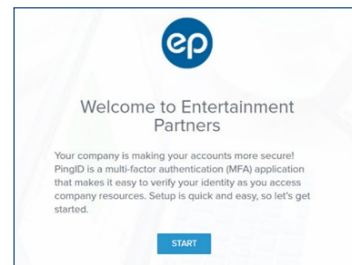 ep
Welcome to Entertainment
Partners
Your company is making your accounts more secure!
PingID is a multi-factor authentication (MFA) application
that makes it easy to verify your identity as you access
company resources. Setup is quick and easy, so let's get
started.
START